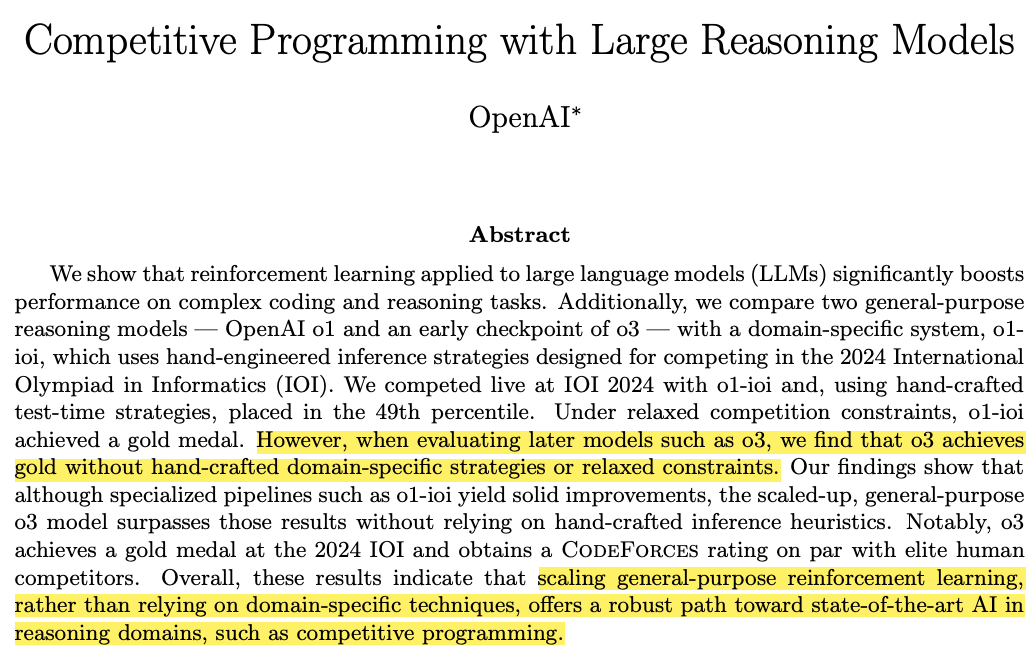 Competitive Programming with Large Reasoning Models
OpenAI*
Abstract
We show that reinforcement learning applied to large language models (LLMs) significantly boosts
performance on complex coding and reasoning tasks. Additionally, we compare two general-purpose
reasoning models — OpenAI o1 and an early checkpoint of o3 — with a domain-specific system, o1-
ioi, which uses hand-engineered inference strategies designed for competing in the 2024 International
Olympiad in Informatics (IOI). We competed live at IOI 2024 with o1-ioi and, using hand-crafted
test-time strategies, placed in the 49th percentile. Under relaxed competition constraints, o1-ioi
achieved a gold medal. However, when evaluating later models such as o3, we find that o3 achieves
gold without hand-crafted domain-specific strategies or relaxed constraints. Our findings show that
although specialized pipelines such as o1-ioi yield solid improvements, the scaled-up, general-purpose
o3 model surpasses those results without relying on hand-crafted inference heuristics. Notably, o3
achieves a gold medal at the 2024 IOI and obtains a CODEFORCES rating on par with elite human
competitors. Overall, these results indicate that scaling general-purpose reinforcement learning,
rather than relying on domain-specific techniques, offers a robust path toward state-of-the-art AI in
reasoning domains, such as competitive programming.